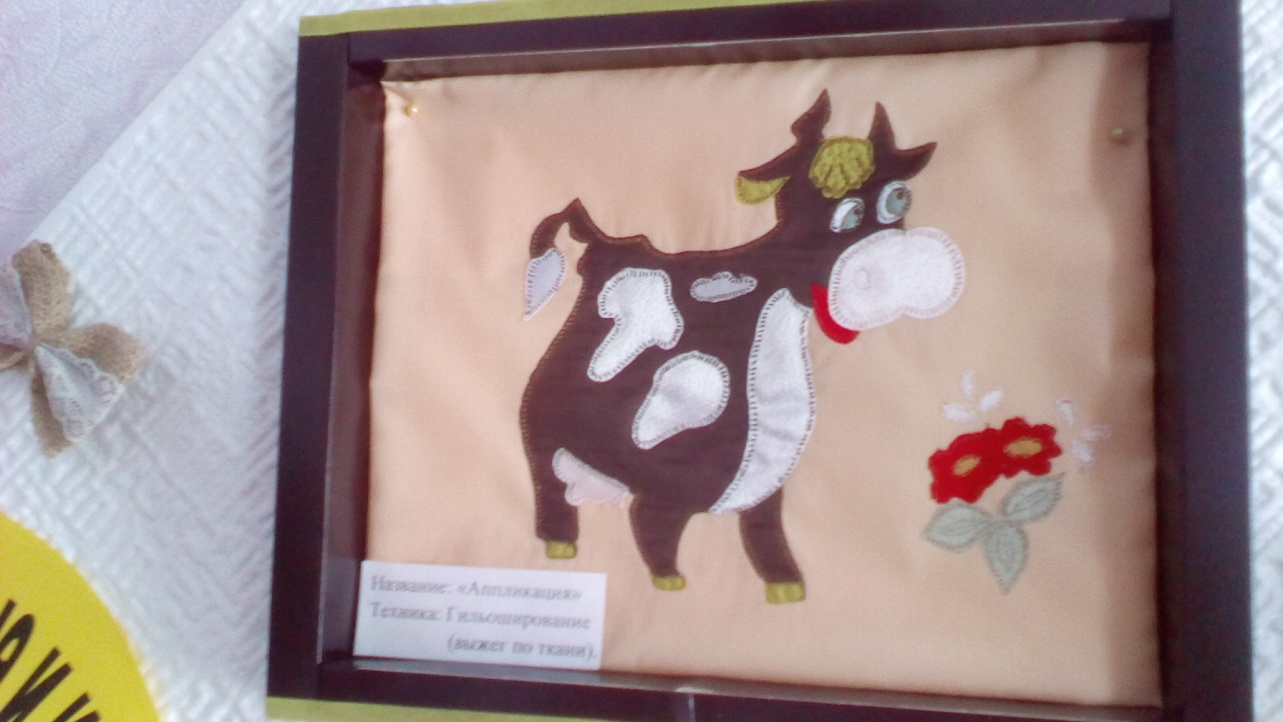 Название: «Аппликация»
Техника: Гильоширование
(выжег по ткани).